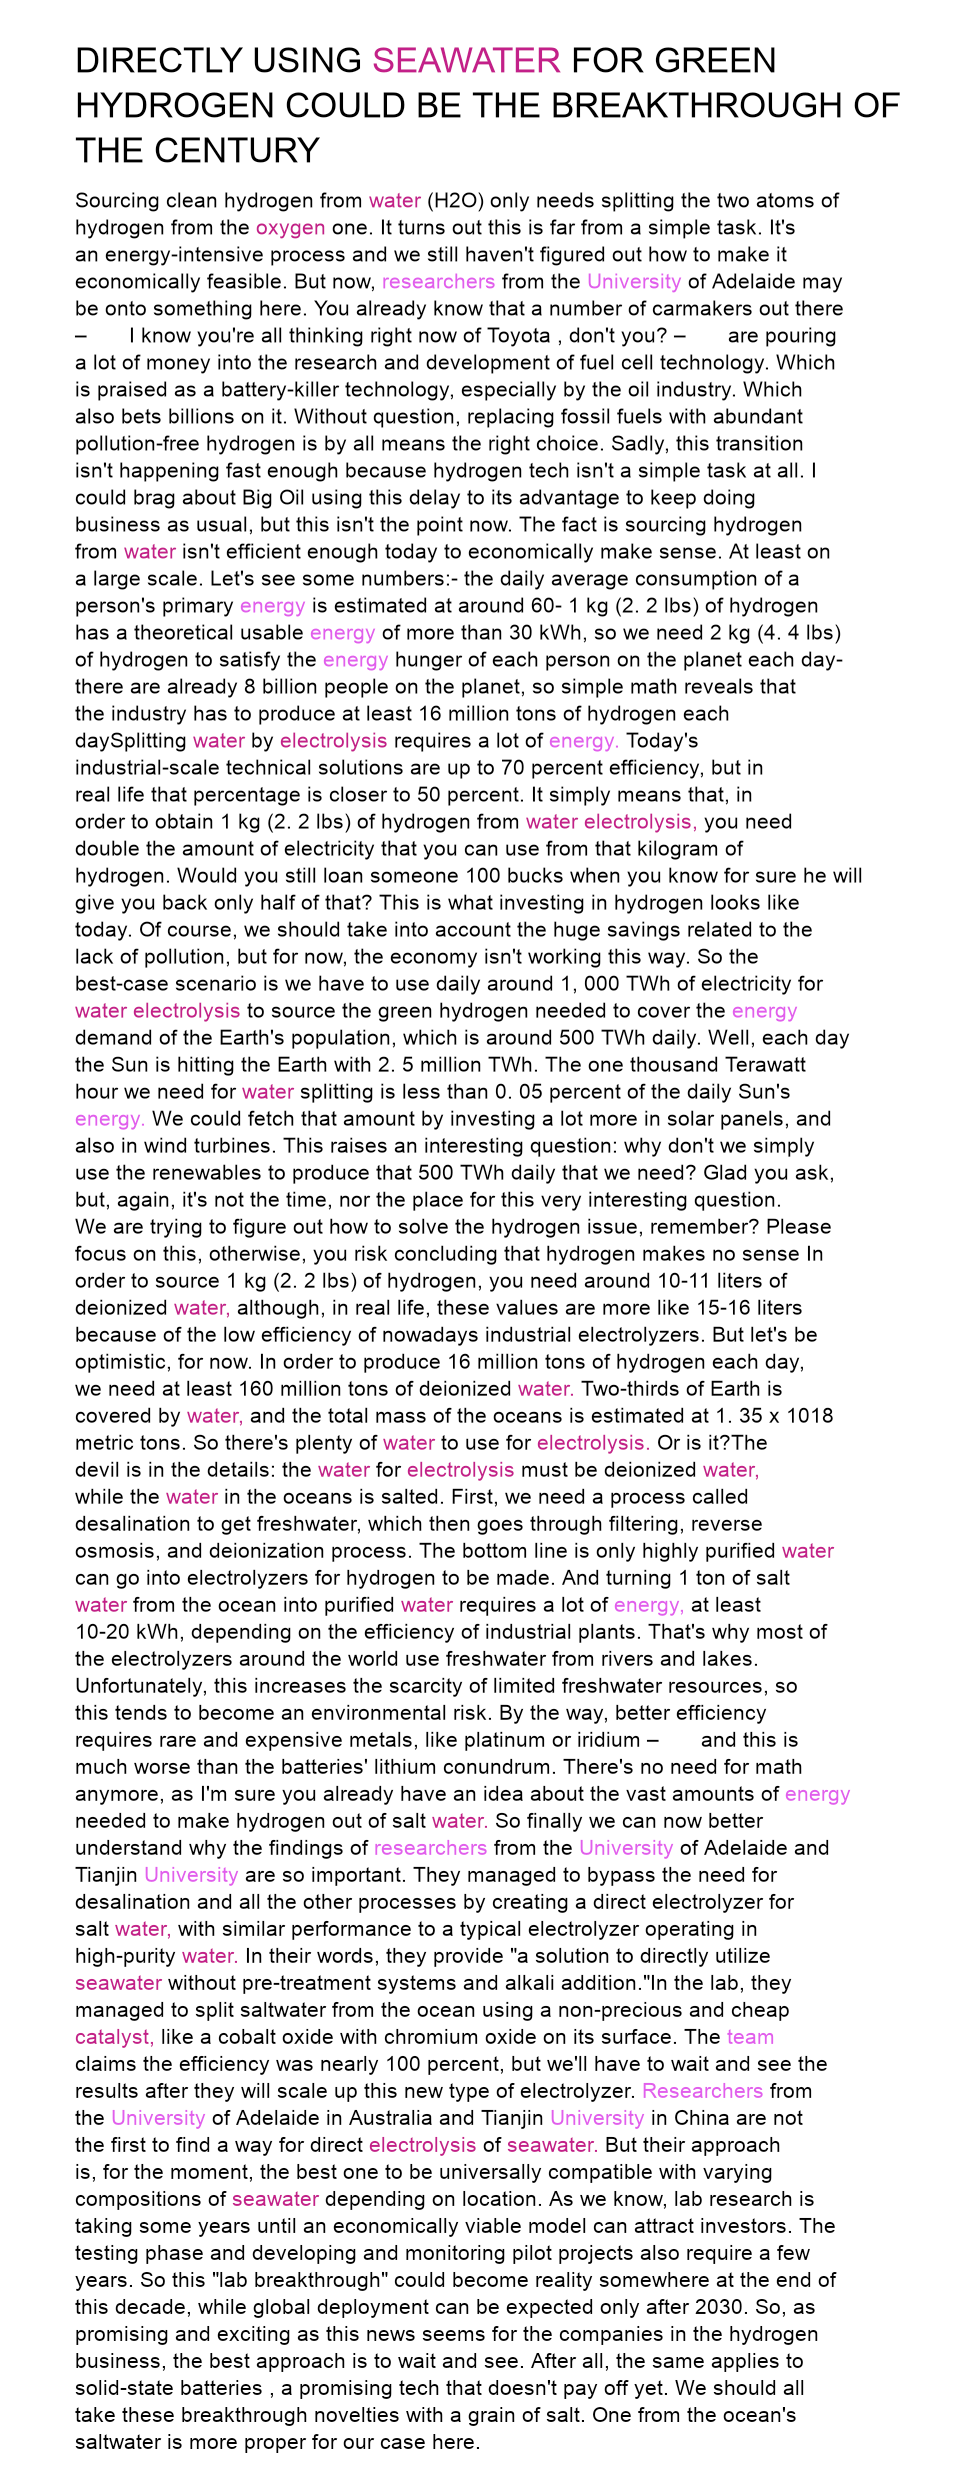 DIRECTLY USING SEAWATER FOR GREEN
HYDROGEN COULD BE THE BREAKTHROUGH OF
THE CENTURY
Sourcing clean hydrogen from water (H2O) only needs splitting the two atoms of
hydrogen from the oxygen one. It turns out this is far from a simple task. It's
an energy-intensive process and we still haven't figured out how to make it
economically feasible. But now, researchers from the University of Adelaide may
be onto something here. You already know that a number of carmakers out there
– I know you're all thinking right now of Toyota , don't you? – are pouring
a lot of money into the research and development of fuel cell technology. Which
is praised as a battery-killer technology, especially by the oil industry. Which
also bets billions on it. Without question, replacing fossil fuels with abundant
pollution-free hydrogen is by all means the right choice. Sadly, this transition
isn't happening fast enough because hydrogen tech isn't a simple task at all. I
could brag about Big Oil using this delay to its advantage to keep doing
business as usual, but this isn't the point now. The fact is sourcing hydrogen
from water isn't efficient enough today to economically make sense. At least on
a large scale. Let's see some numbers:- the daily average consumption of a
person's primary energy is estimated at around 60- 1 kg (2. 2 lbs) of hydrogen
has a theoretical usable energy of more than 30 kWh, so we need 2 kg (4. 4 lbs)
of hydrogen to satisfy the energy hunger of each person on the planet each day-
there are already 8 billion people on the planet, so simple math reveals that
the industry has to produce at least 16 million tons of hydrogen each
daySplitting water by electrolysis requires a lot of energy. Today's
industrial-scale technical solutions are up to 70 percent efficiency, but in
real life that percentage is closer to 50 percent. It simply means that, in
order to obtain 1 kg (2. 2 lbs) of hydrogen from water electrolysis, you need
double the amount of electricity that you can use from that kilogram of
hydrogen. Would you still loan someone 100 bucks when you know for sure he will
give you back only half of that? This is what investing in hydrogen looks like
today. Of course, we should take into account the huge savings related to the
lack of pollution, but for now, the economy isn't working this way. So the
best-case scenario is we have to use daily around 1, 000 TWh of electricity for
water electrolysis to source the green hydrogen needed to cover the energy
demand of the Earth's population, which is around 500 TWh daily. Well, each day
the Sun is hitting the Earth with 2. 5 million TWh. The one thousand Terawatt
hour we need for water splitting is less than 0. 05 percent of the daily Sun's
energy. We could fetch that amount by investing a lot more in solar panels, and
also in wind turbines. This raises an interesting question: why don't we simply
use the renewables to produce that 500 TWh daily that we need? Glad you ask,
but, again, it's not the time, nor the place for this very interesting question.
We are trying to figure out how to solve the hydrogen issue, remember? Please
focus on this, otherwise, you risk concluding that hydrogen makes no sense In
order to source 1 kg (2. 2 lbs) of hydrogen, you need around 10-11 liters of
deionized water, although, in real life, these values are more like 15-16 liters
because of the low efficiency of nowadays industrial electrolyzers. But let's be
optimistic, for now. In order to produce 16 million tons of hydrogen each day,
we need at least 160 million tons of deionized water. Two-thirds of Earth is
covered by water, and the total mass of the oceans is estimated at 1. 35 x 1018
metric tons. So there's plenty of water to use for electrolysis. Or is it?The
devil is in the details: the water for electrolysis must be deionized water,
while the water in the oceans is salted. First, we need a process called
desalination to get freshwater, which then goes through filtering, reverse
osmosis, and deionization process. The bottom line is only highly purified water
can go into electrolyzers for hydrogen to be made. And turning 1 ton of salt
water from the ocean into purified water requires a lot of energy, at least
10-20 kWh, depending on the efficiency of industrial plants. That's why most of
the electrolyzers around the world use freshwater from rivers and lakes.
Unfortunately, this increases the scarcity of limited freshwater resources, so
this tends to become an environmental risk. By the way, better efficiency
requires rare and expensive metals, like platinum or iridium – and this is
much worse than the batteries' lithium conundrum. There's no need for math
anymore, as I'm sure you already have an idea about the vast amounts of energy
needed to make hydrogen out of salt water. So finally we can now better
understand why the findings of researchers from the University of Adelaide and
Tianjin University are so important. They managed to bypass the need for
desalination and all the other processes by creating a direct electrolyzer for
salt water, with similar performance to a typical electrolyzer operating in
high-purity water. In their words, they provide "a solution to directly utilize
seawater without pre-treatment systems and alkali addition."In the lab, they
managed to split saltwater from the ocean using a non-precious and cheap
catalyst, like a cobalt oxide with chromium oxide on its surface. The team
claims the efficiency was nearly 100 percent, but we'll have to wait and see the
results after they will scale up this new type of electrolyzer. Researchers from
the University of Adelaide in Australia and Tianjin University in China are not
the first to find a way for direct electrolysis of seawater. But their approach
is, for the moment, the best one to be universally compatible with varying
compositions of seawater depending on location. As we know, lab research is
taking some years until an economically viable model can attract investors. The
testing phase and developing and monitoring pilot projects also require a few
years. So this "lab breakthrough" could become reality somewhere at the end of
this decade, while global deployment can be expected only after 2030. So, as
promising and exciting as this news seems for the companies in the hydrogen
business, the best approach is to wait and see. After all, the same applies to
solid-state batteries , a promising tech that doesn't pay off yet. We should all
take these breakthrough novelties with a grain of salt. One from the ocean's
saltwater is more proper for our case here.